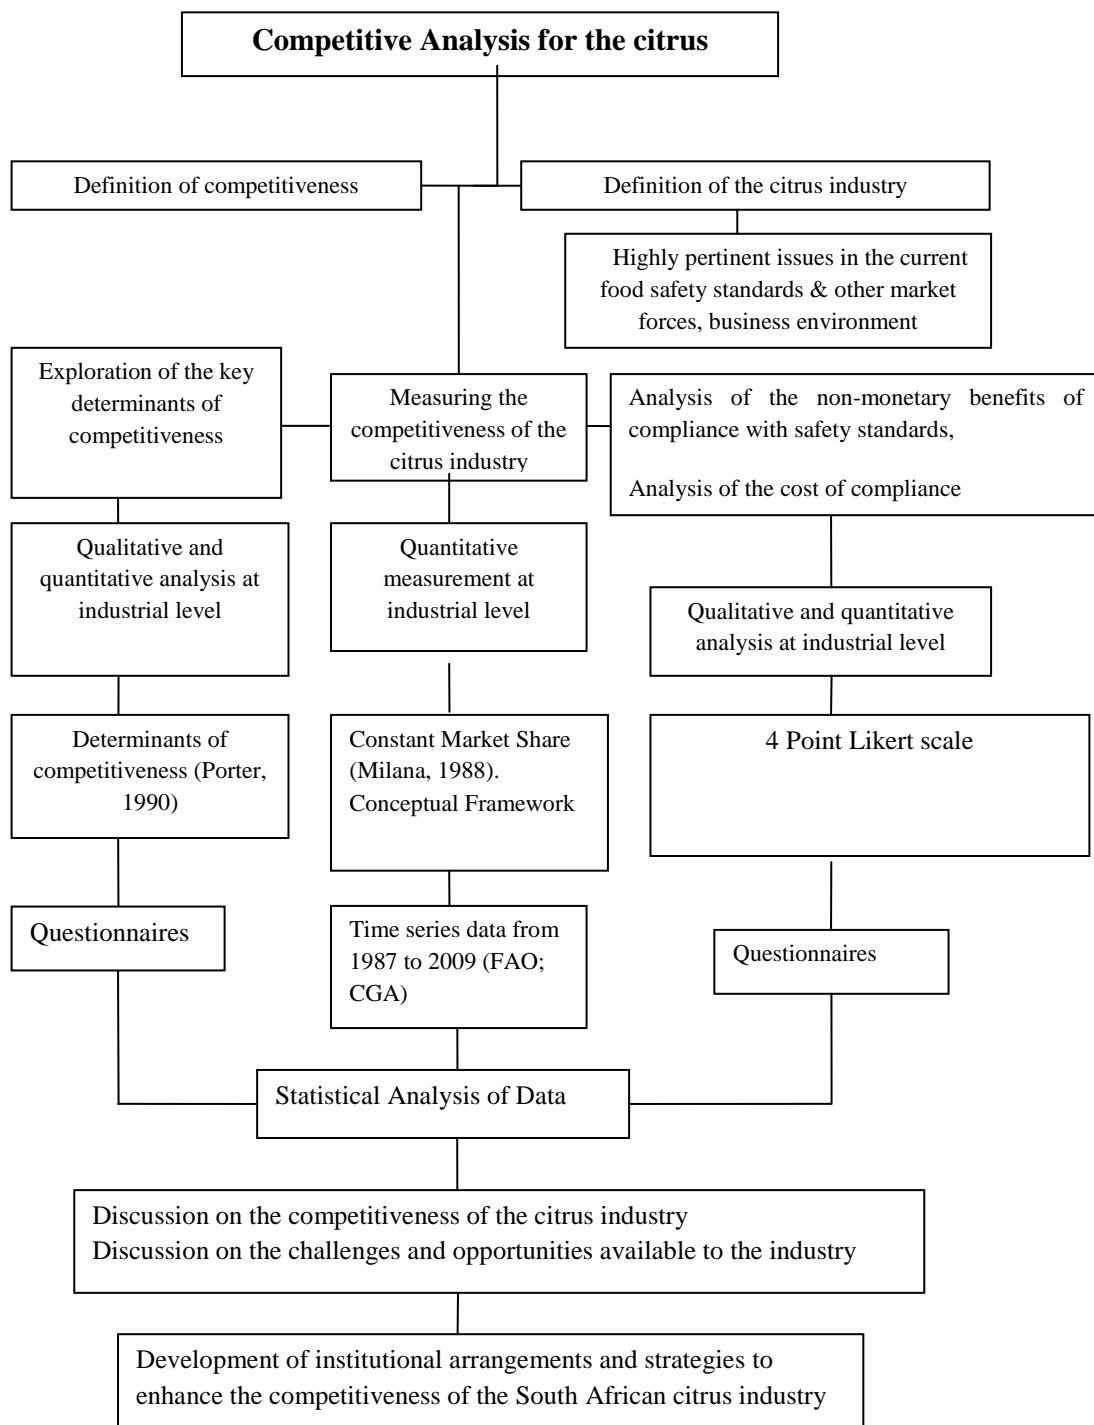 Competitive Analysis for the citrus
Definition of competitiveness
Definition of the citrus industry
Highly pertinent issues in the current
food safety standards & other market
forces, business environment
Exploration of the key
determinants of
competitiveness
Measuring the
competitiveness of the
citrus industry
Analysis of the non-monetary benefits of
compliance with safety standards,
Analysis of the cost of compliance
Qualitative and
quantitative analysis at
industrial level
Quantitative
measurement at
industrial level
Qualitative and quantitative
analysis at industrial level
Determinants of
competitiveness (Porter,
1990)
Constant Market Share
(Milana, 1988).
Conceptual Framework
4 Point Likert scale
Questionnaires
Time series data from
1987 to 2009 (FAO;
CGA)
Questionnaires
Statistical Analysis of Data
Discussion on the competitiveness of the citrus industry
Discussion on the challenges and opportunities available to the industry
Development of institutional arrangements and strategies to
enhance the competitiveness of the South African citrus industry